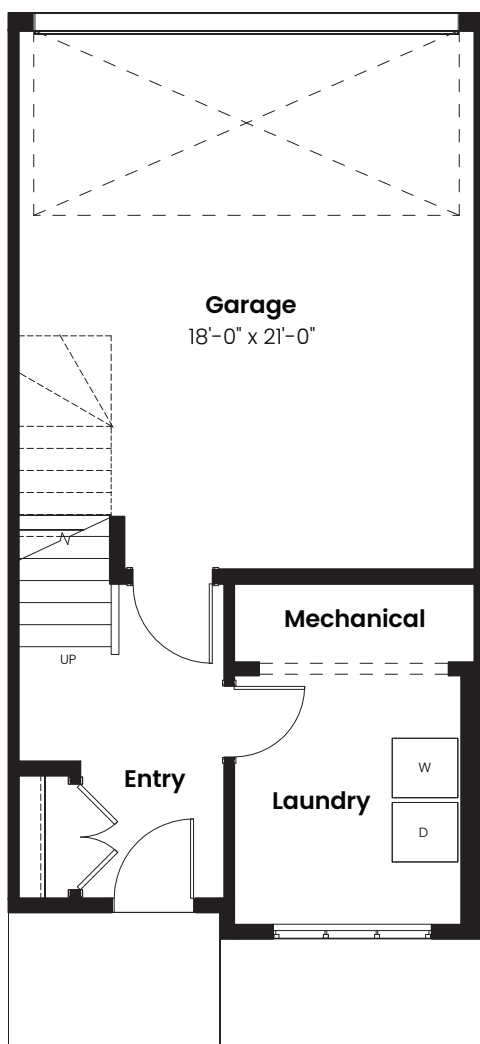 Garage
18'-0" x 21'-0"
Mechanical
UP
W
Entry
Laundry
D